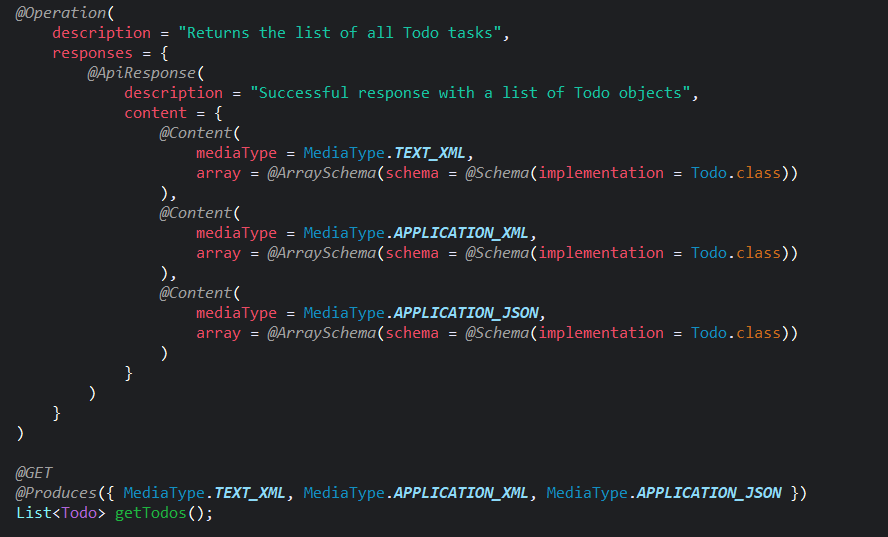 @Operation(
    description = "Returns the list of all Todo tasks",
    responses = {
        @ApiResponse(
            description = "Successful response with a list of Todo objects",
            content = {
                @Content(
                    mediaType = MediaType.TEXT_XML,
                    array = @ArraySchema(schema = @Schema(implementation = Todo.class))
                ),
                @Content(
                    mediaType = MediaType.APPLICATION_XML,
                    array = @ArraySchema(schema = @Schema(implementation = Todo.class))
                ),
                @Content(
                    mediaType = MediaType.APPLICATION_JSON,
                    array = @ArraySchema(schema = @Schema(implementation = Todo.class))
                )
            }
        )
    }
)

@GET
@Produces({ MediaType.TEXT_XML, MediaType.APPLICATION_XML, MediaType.APPLICATION_JSON })
List<Todo> getTodos();